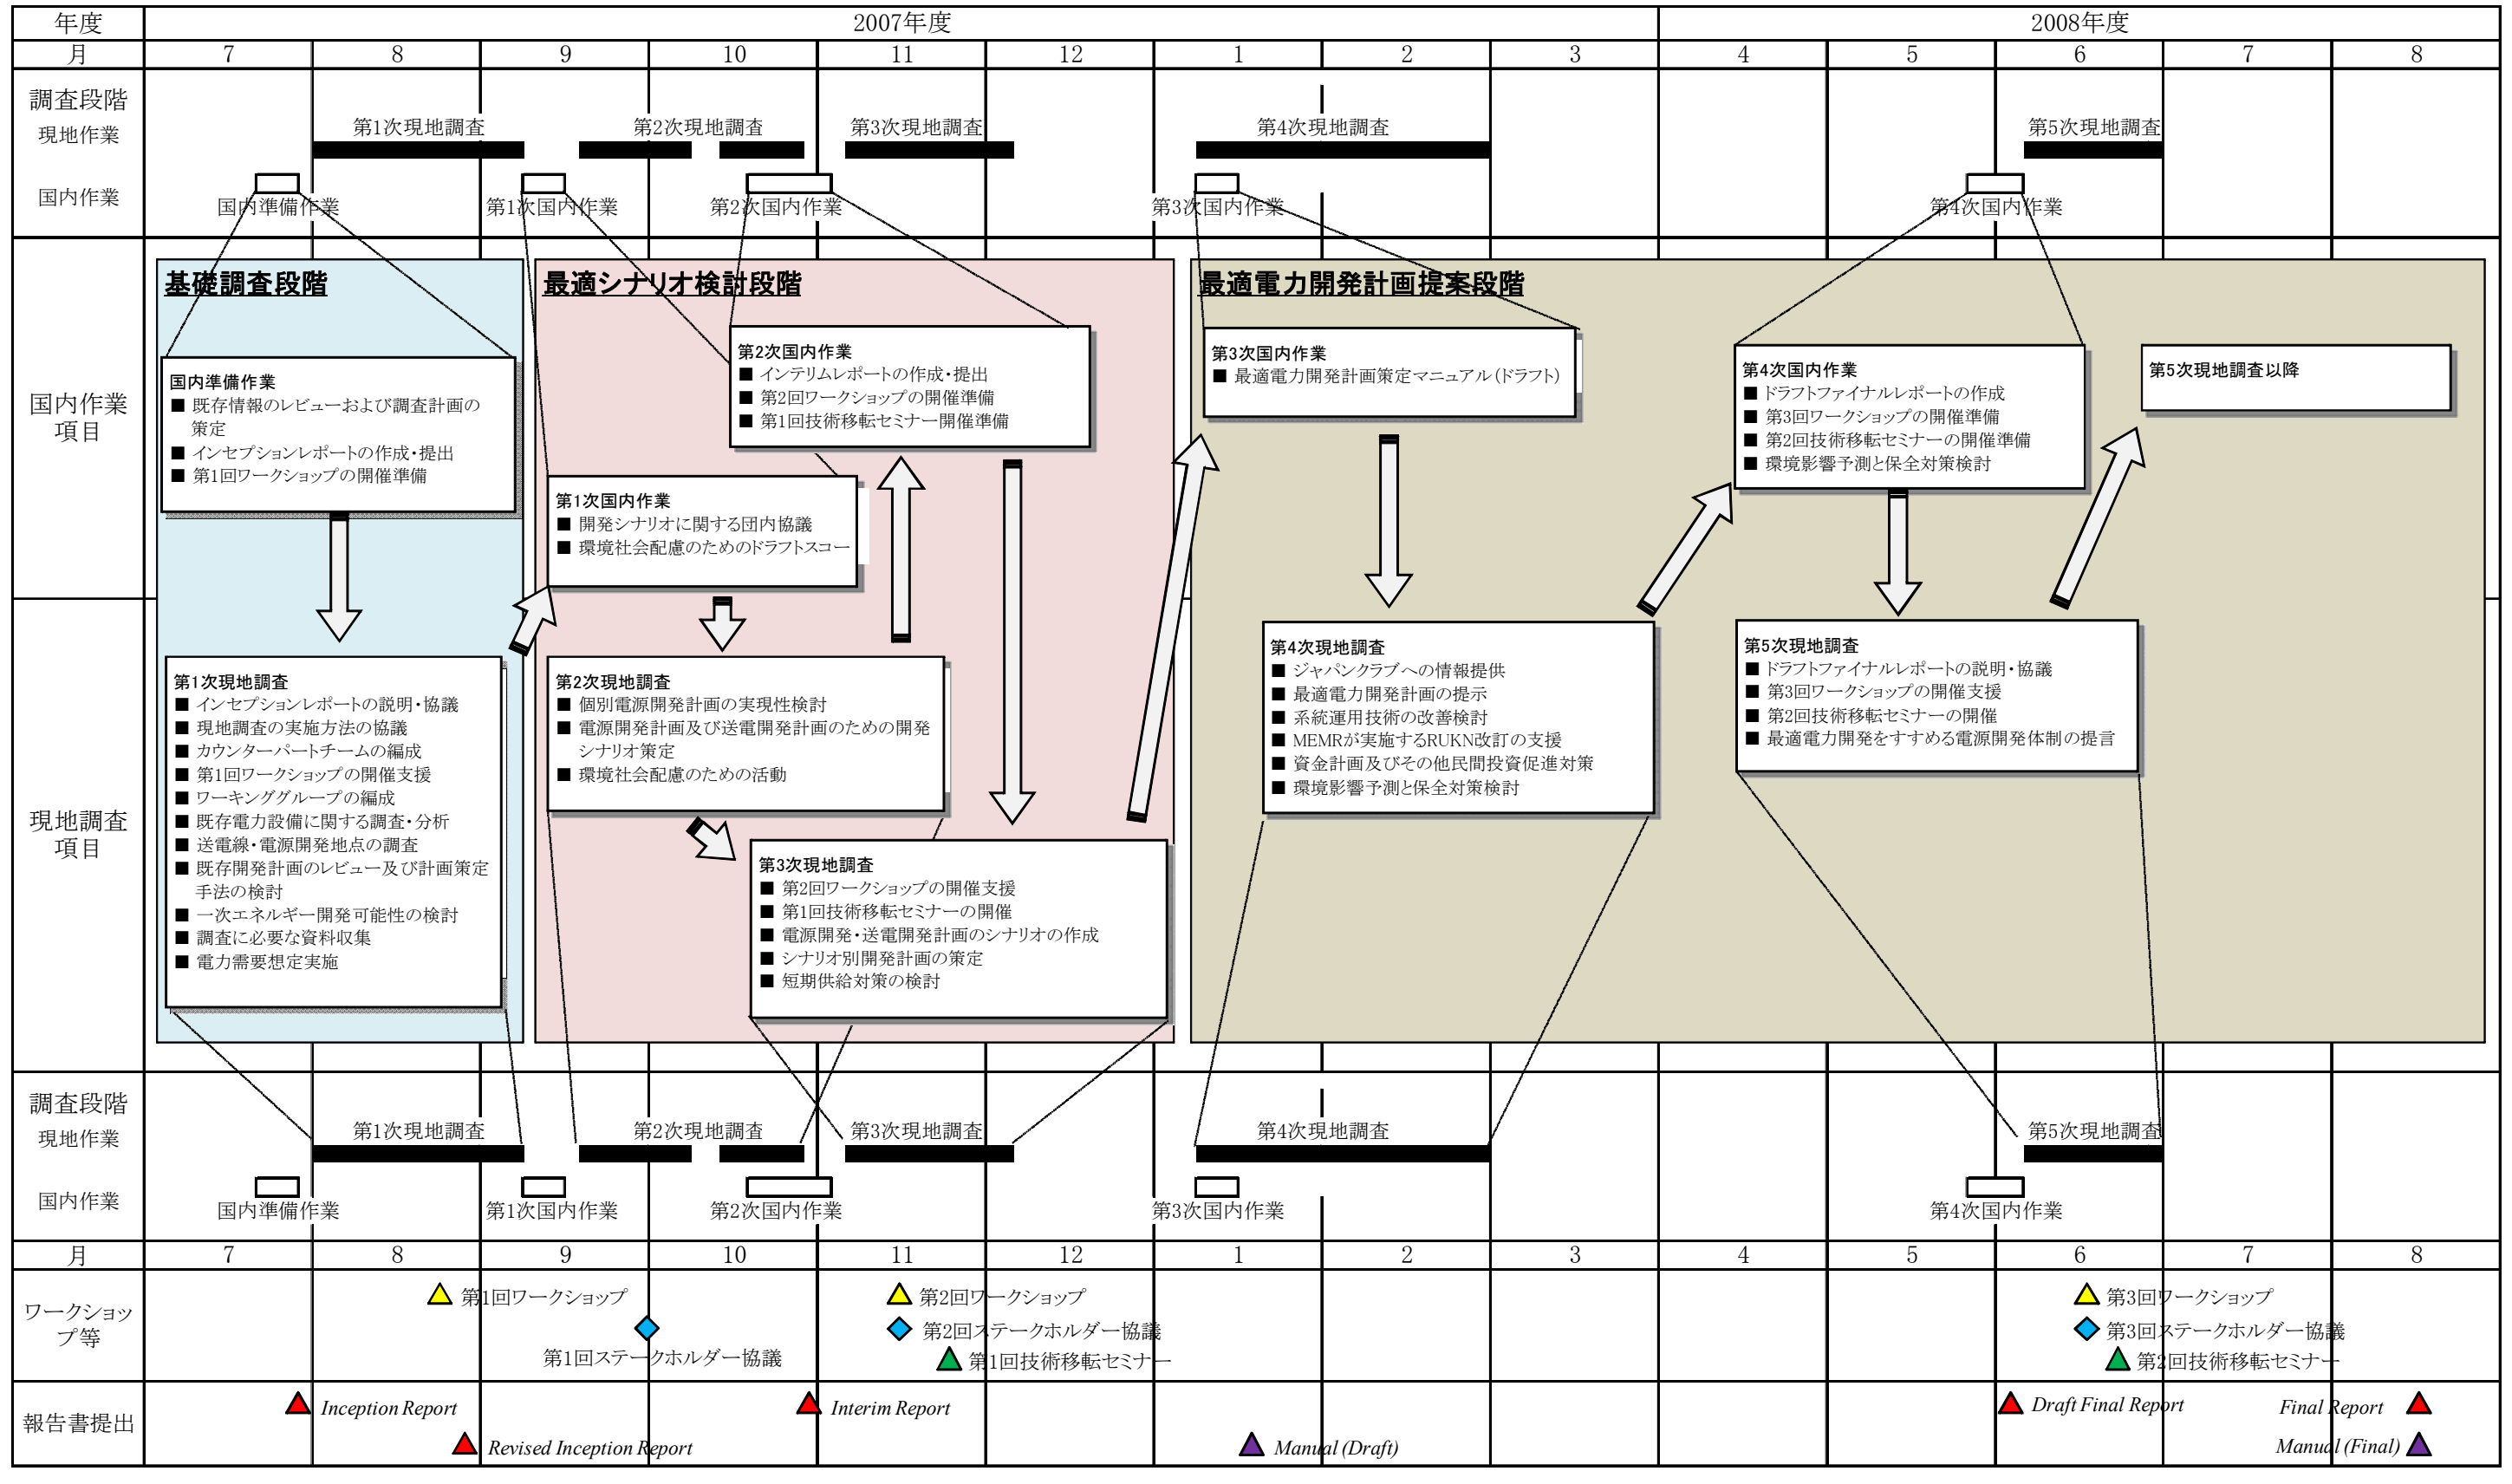 年度
2007年度
2008年度
月
7
8
9
10
11
12
1
2
3
4
5
6
7
8
調査段階
現地作業
国内作業
第1次現地調査
第2次現地調査
第3次現地調査
第4次現地調査
第5次現地調査
国内準備作業
第1次国内作業
第2次国内作業
第3次国内作業
第4次国内作業
国内作業
項目
現地調査
項目
基礎調査段階
国内準備作業
■ 既存情報のレビューおよび調査計画の
策定
■ インセプションレポートの作成・提出
■ 第1回ワークショップの開催準備
第1次現地調査
■ インセプションレポートの説明・協議
■ 現地調査の実施方法の協議
■ カウンターパートチームの編成
■ 第1回ワークショップの開催支援
■ ワーキンググループの編成
■ 既存電力設備に関する調査・分析
■ 送電線・電源開発地点の調査
■ 既存開発計画のレビュー及び計画策定
手法の検討
■ 一次エネルギー開発可能性の検討
■ 調査に必要な資料収集
■ 電力需要想定実施
最適シナリオ検討段階
第2次国内作業
■ インテリムレポートの作成・提出
■ 第2回ワークショップの開催準備
■ 第1回技術移転セミナー開催準備
第1次国内作業
■ 開発シナリオに関する団内協議
■ 環境社会配慮のためのドラフトスコー
第2次現地調査
■ 個別電源開発計画の実現性検討
■ 電源開発計画及び送電開発計画のための開発
シナリオ策定
■ 環境社会配慮のための活動
第3次現地調査
■ 第2回ワークショップの開催支援
■ 第1回技術移転セミナーの開催
■ 電源開発・送電開発計画のシナリオの作成
■ シナリオ別開発計画の策定
■ 短期供給対策の検討
最適電力開発計画提案段階
第3次国内作業
■ 最適電力開発計画策定マニュアル(ドラフト)
第4次国内作業
■ ドラフトファイナルレポートの作成
■ 第3回ワークショップの開催準備
■ 第2回技術移転セミナーの開催準備
■ 環境影響予測と保全対策検討
第5次現地調査以降
第4次現地調査
■ ジャパンクラブへの情報提供
■ 最適電力開発計画の提示
■ 系統運用技術の改善検討
■ MEMRが実施するRUKN改訂の支援
■ 資金計画及びその他民間投資促進対策
■ 環境影響予測と保全対策検討
第5次現地調査
■ ドラフトファイナルレポートの説明・協議
■ 第3回ワークショップの開催支援
■ 第2回技術移転セミナーの開催
■ 最適電力開発をすすめる電源開発体制の提言
調査段階
現地作業
国内作業
第1次現地調査
第2次現地調査
第3次現地調査
第4次現地調査
第5次現地調査
国内準備作業
第1次国内作業
第2次国内作業
第3次国内作業
第4次国内作業
月
7
8
9
10
11
12
1
2
3
4
5
6
7
8
ワークショッ
プ等
第1回ワークショップ
第2回ワークショップ
第3回ワークショップ
第1回ステークホルダー協議
第2回ステークホルダー協議
第3回ステークホルダー協議
第1回技術移転セミナー
第2回技術移転セミナー
報告書提出
Inception Report
Interim Report
Draft Final Report
Final Report
Revised Inception Report
Manual (Draft)
Manual (Final)